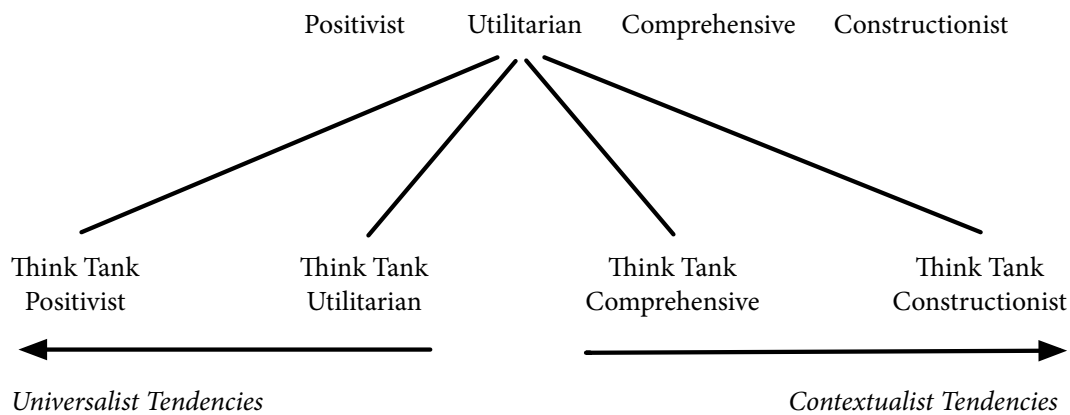 Positivist Utilitarian Comprehensive Constructionist
Think Tank Think Tank Think Tank Think Tank
Positivist Utilitarian Comprehensive Constructionist
Universalist Tendencies Contextualist Tendencies